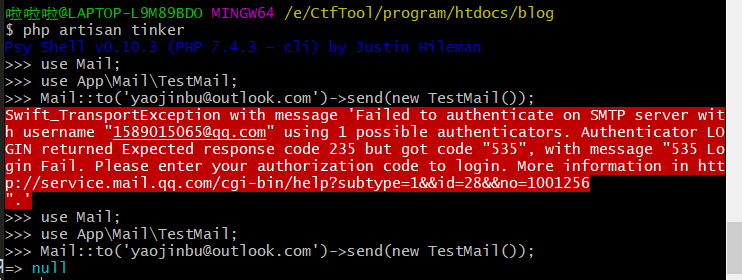 啦啦啦@LAPTOP-L9M89BDO MINGW64 /e/CtfTool/program/htdocs/blog
$ php artisan tinker
Psy Shell v0.10.3 (PHP 7.4.3 — cli) by Justin Hileman
>>> use Mail;
>>> use App\Mail\TestMail;
>>> Mail::to('yaojinbu@outlook.com')->send(new TestMail());
Swift_TransportException with message 'Failed to authenticate on SMTP server wit
h username "1589015065@qq.com" using 1 possible authenticators. Authenticator LO
GIN returned Expected response code 235 but got code "535", with message "535 Lo
gin Fail. Please enter your authorization code to login. More information in htt
p://service.mail.qq.com/cgi-bin/help?subtype=1&&id=28&&no=1001256
".'
>>> use Mail;
>>> use App\Mail\TestMail;
>>> Mail::to('yaojinbu@outlook.com')->send(new TestMail());
=> null